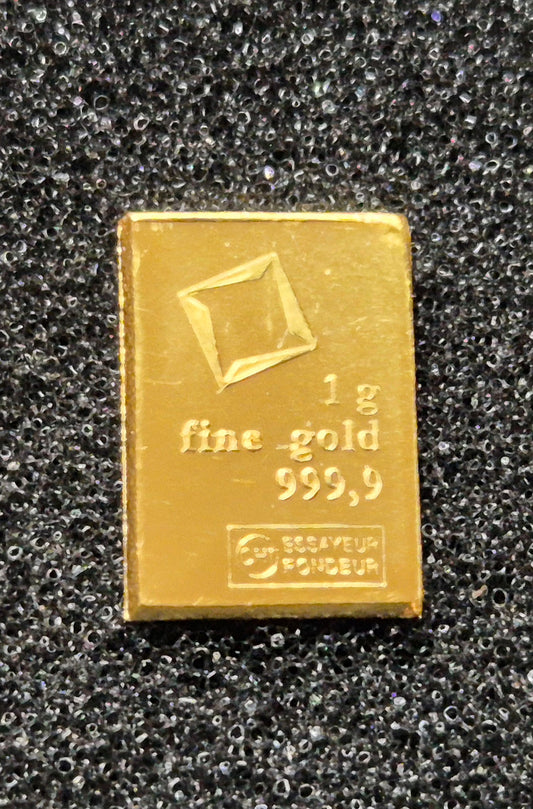 1 g
fine gold
999,9
ESSAYEUR
FONDEUR